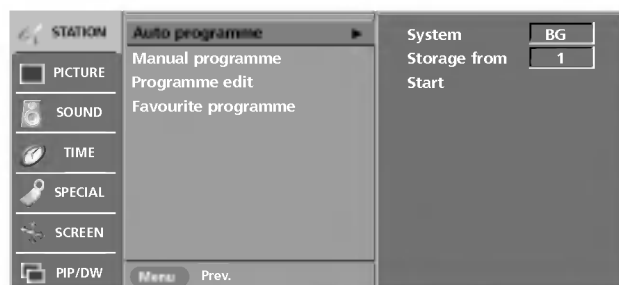 STATION
PICTURE
SOUND
TIME
SPECIAL
SCREEN
PIP/DW
Auto programme
Manual programme
Programme edit
Favourite programme
Menu Prev.
System BG
Storage from 1
Start